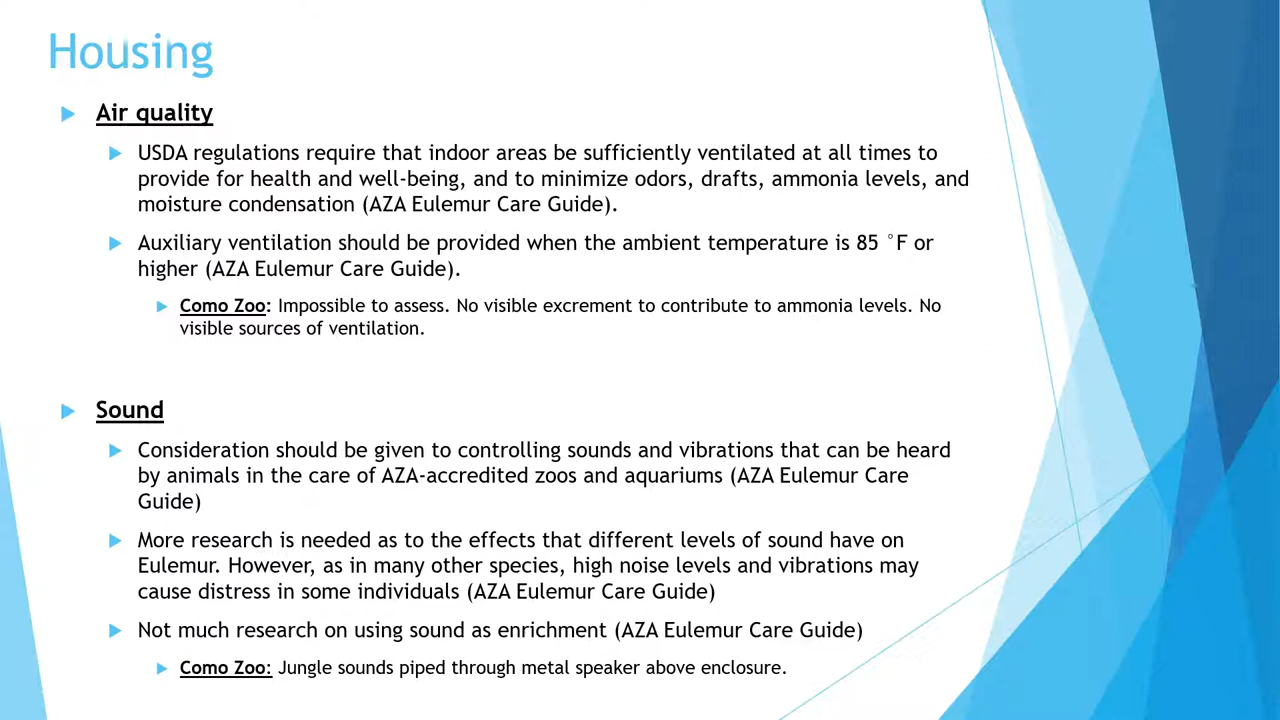 Housing
Air quality
USDA regulations require that indoor areas be sufficiently ventilated at all times to
provide for health and well-being, and to minimize odors, drafts, ammonia levels, and
moisture condensation (AZA Eulemur Care Guide).
Auxiliary ventilation should be provided when the ambient temperature is 85 °F or
higher (AZA Eulemur Care Guide).
Como Zoo: Impossible to assess. No visible excrement to contribute to ammonia levels. No
visible sources of ventilation.
Sound
Consideration should be given to controlling sounds and vibrations that can be heard
by animals in the care of AZA-accredited zoos and aquariums (AZA Eulemur Care
Guide)
More research is needed as to the effects that different levels of sound have on
Eulemur. However, as in many other species, high noise levels and vibrations may
cause distress in some individuals (AZA Eulemur Care Guide)
Not much research on using sound as enrichment (AZA Eulemur Care Guide)
Como Zoo: Jungle sounds piped through metal speaker above enclosure.